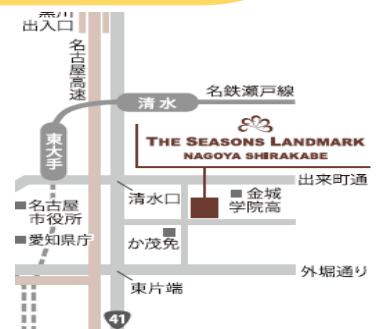 黒川
出入口
名古屋高速
清水
名鉄瀬戸線
東大手
THE SEASONS LANDMARK
NAGOYA SHIRAKABE
出来町通
清水口
金城
学院高
名古屋
市役所
愛知県庁
か茂免
外堀通り
東片端
41